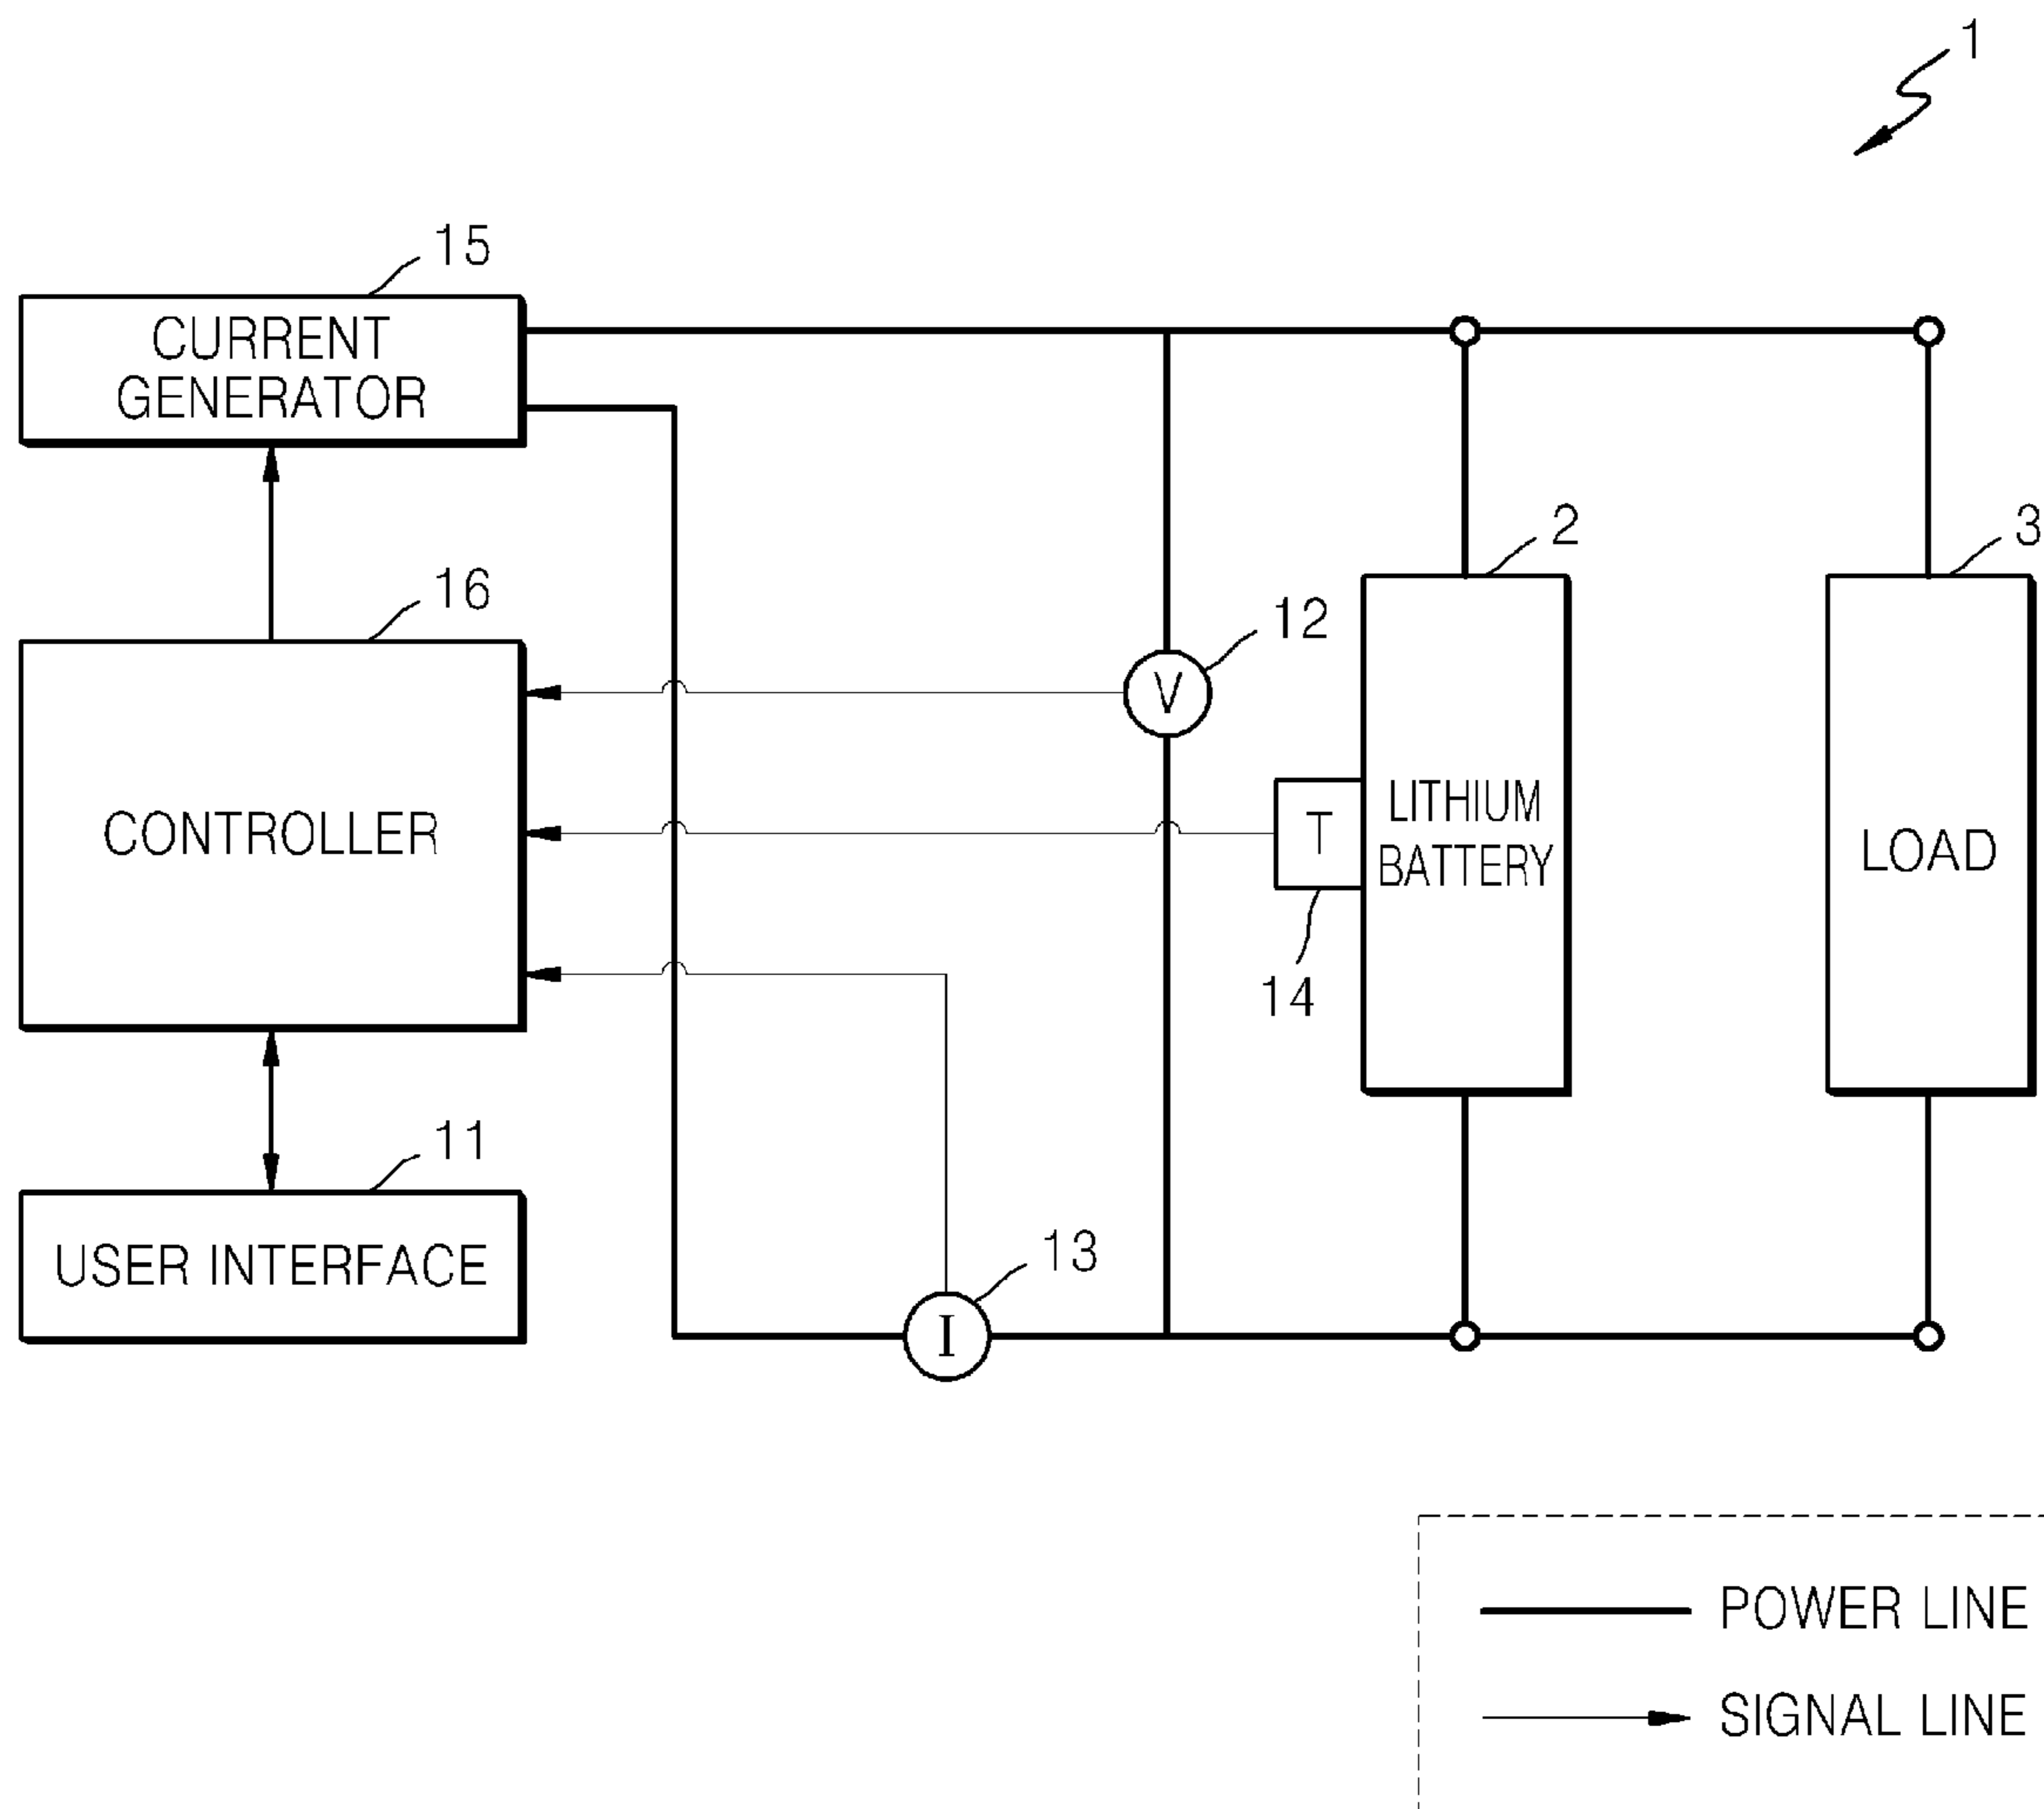 1
15
CURRENT
GENERATOR
16
CONTROLLER
12
V
2
3
T
LITHIUM
BATTERY
LOAD
14
11
USER INTERFACE
13
I
POWER LINE
SIGNAL LINE